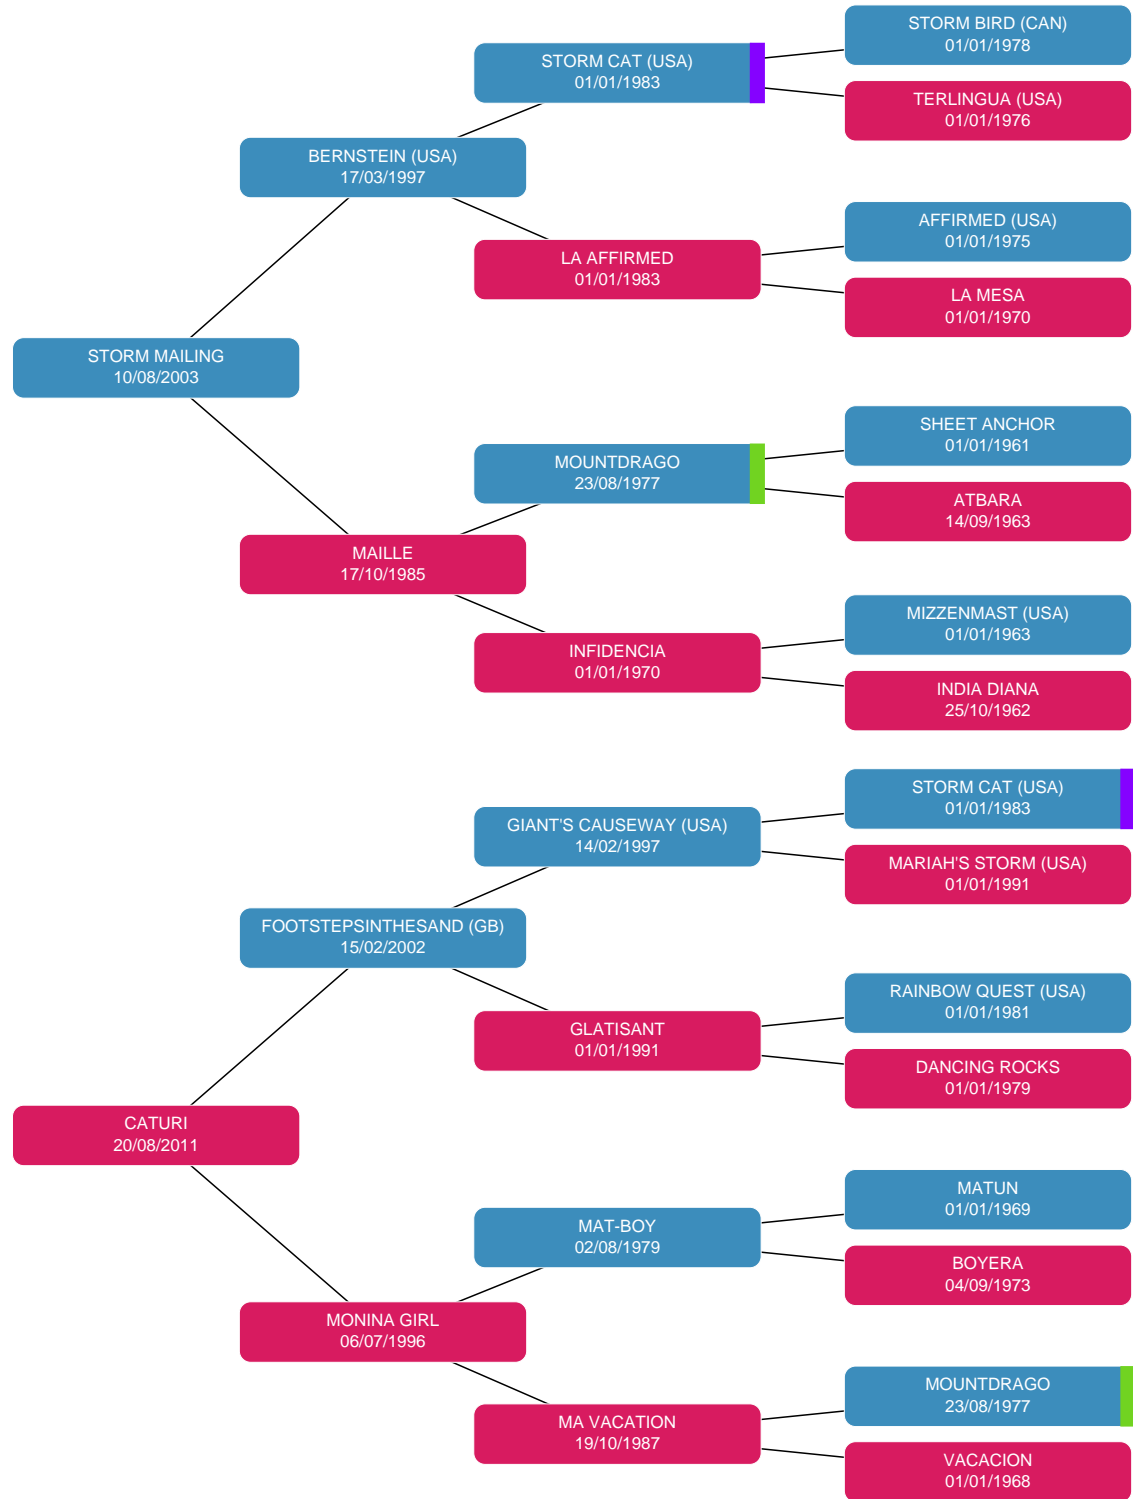 STORM BIRD (CAN)
01/01/1978
STORM CAT (USA)
01/01/1983
TERLINGUA (USA)
01/01/1976
BERNSTEIN (USA)
17/03/1997
AFFIRMED (USA)
01/01/1975
LA AFFIRMED
01/01/1983
LA MESA
01/01/1970
STORM MAILING
10/08/2003
SHEET ANCHOR
01/01/1961
MOUNTDRAGO
23/08/1977
ATBARA
14/09/1963
MAILLE
17/10/1985
MIZZENMAST (USA)
01/01/1963
INFIDENCIA
01/01/1970
INDIA DIANA
25/10/1962
STORM CAT (USA)
01/01/1983
GIANT'S CAUSEWAY (USA)
14/02/1997
MARIAH'S STORM (USA)
01/01/1991
FOOTSTEPSINTHESAND (GB)
15/02/2002
RAINBOW QUEST (USA)
01/01/1981
GLATISANT
01/01/1991
DANCING ROCKS
01/01/1979
CATURI
20/08/2011
MATUN
01/01/1969
MAT-BOY
02/08/1979
BOYERA
04/09/1973
MONINA GIRL
06/07/1996
MOUNTDRAGO
23/08/1977
MA VACATION
19/10/1987
VACACION
01/01/1968